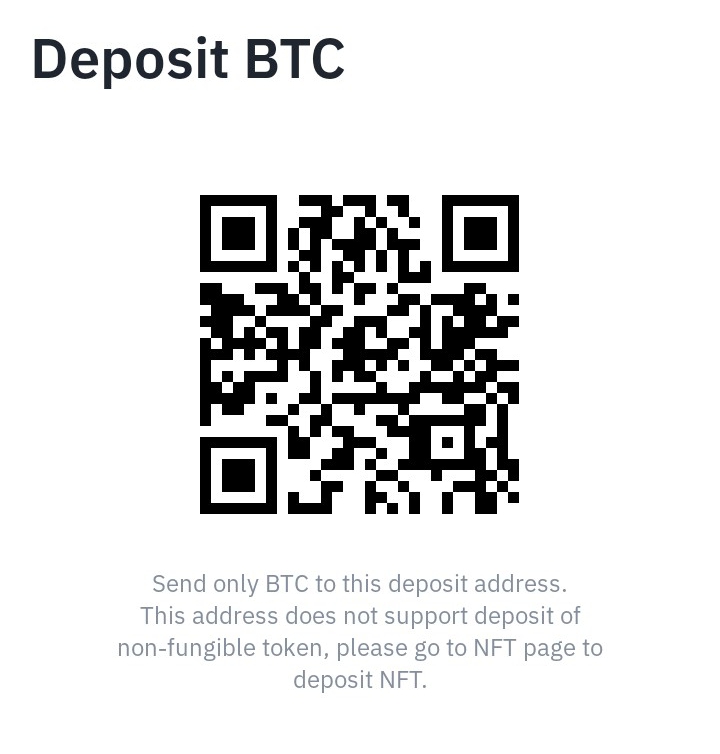 Deposit BTC
Send only BTC to this deposit address.
This address does not support deposit of
non-fungible token, please go to NFT page to
deposit NFT.